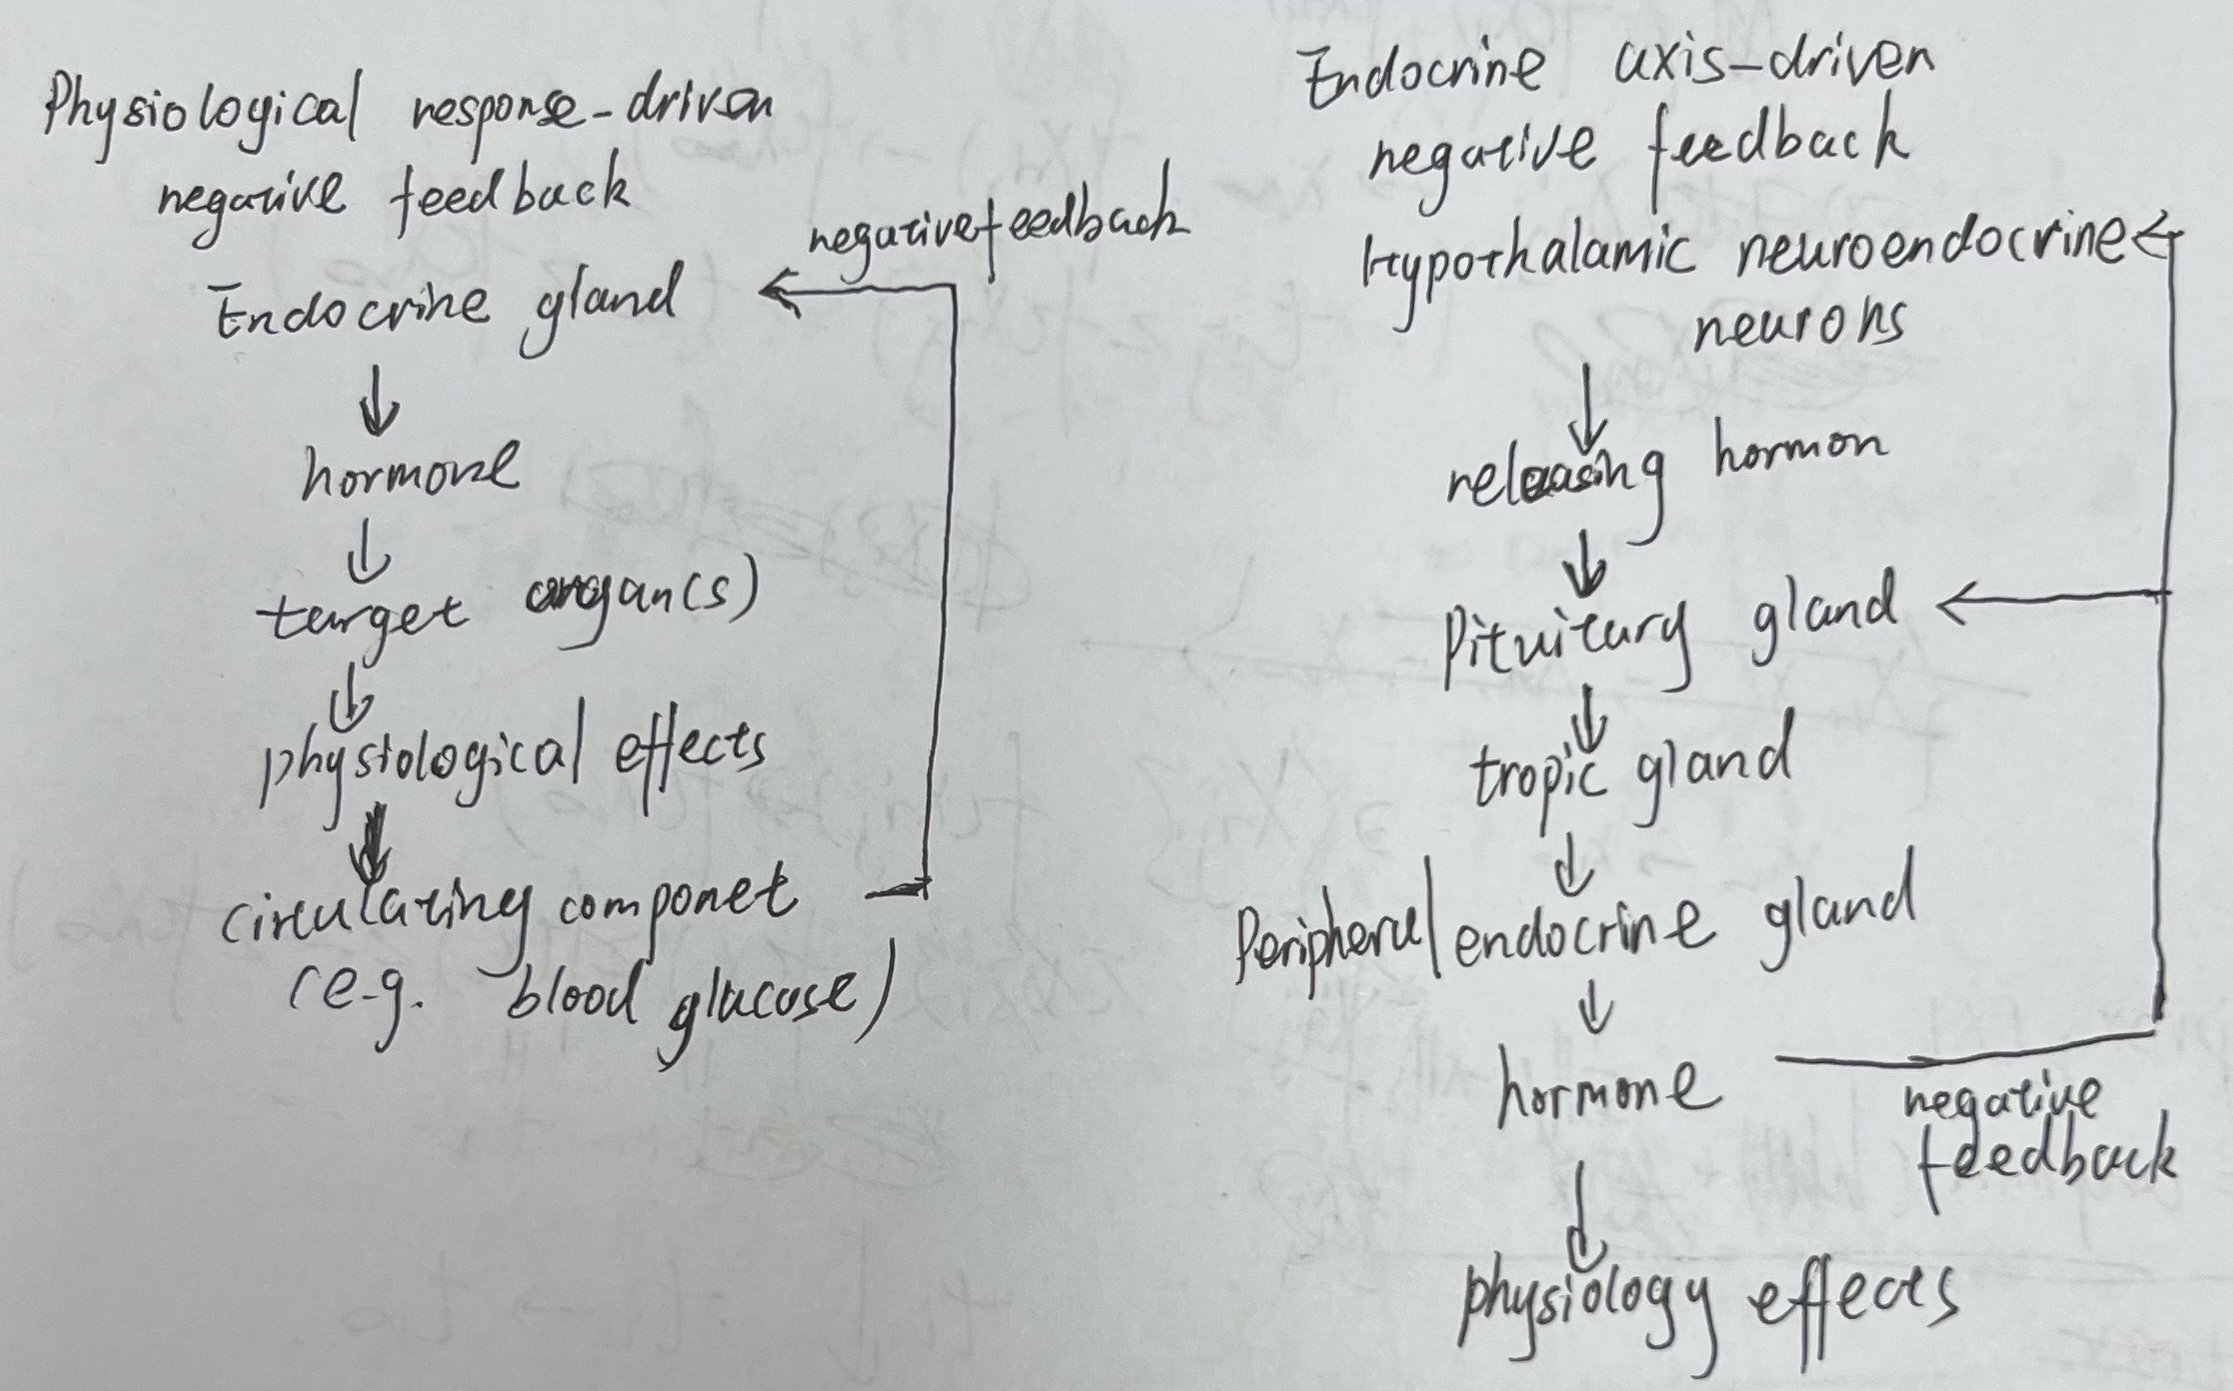 Physiological response-driven
negative feedback
negative feedback
Endocrine gland
hormone
target organ(s)
physiological effects
circulating componet
(e.g. blood glucose)
Endocrine axis-driven
negative feedback
Hypothalamic neuroendocrine
neurons
releasing hormon
Pituitary gland
tropic gland
Peripheral endocrine gland
hormone
negative
feedback
physiology effects